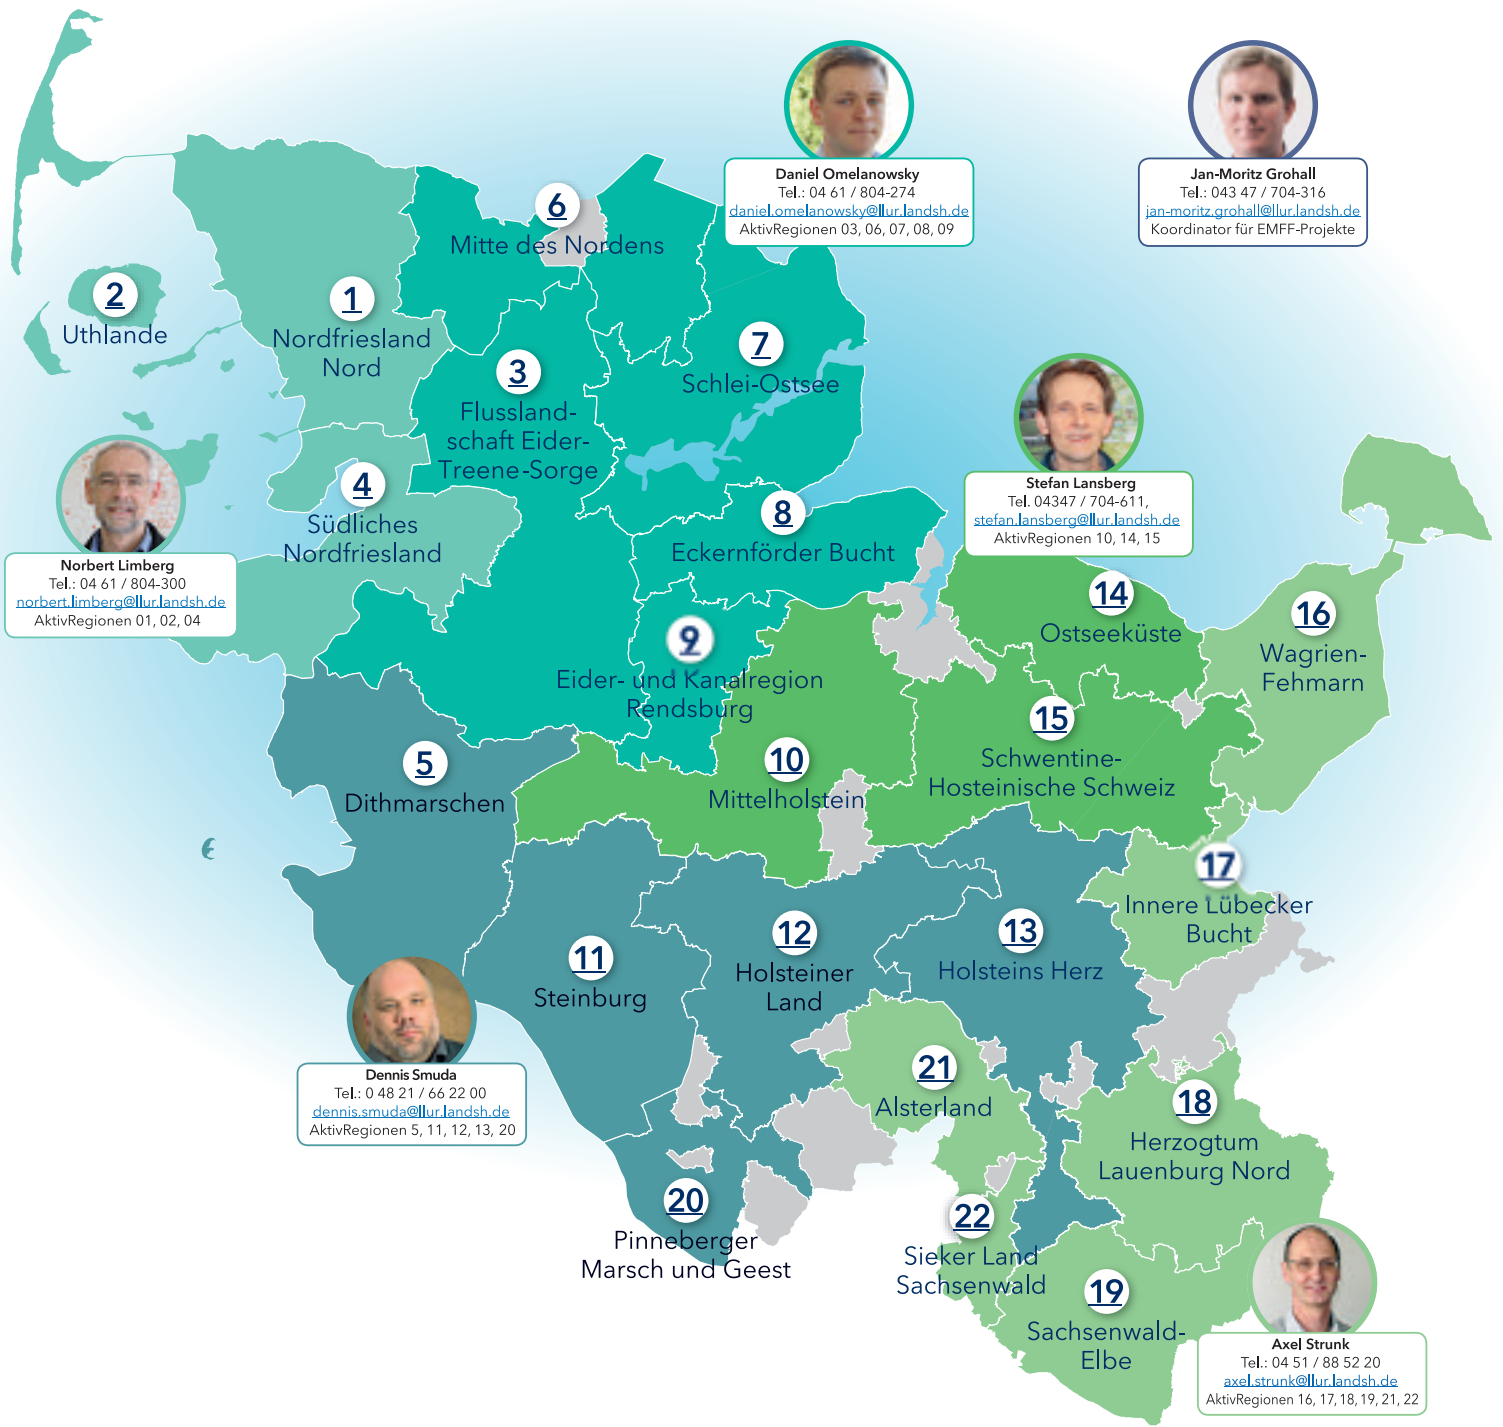 Daniel Omelanowsky
Tel.: 04 61 / 804-274
daniel.omelanowsky@llur.landsh.de
AktivRegionen 03, 06, 07, 08, 09
Jan-Moritz Grohall
Tel.: 043 47 / 704-316
jan-moritz.grohall@llur.landsh.de
Koordinator für EMFF-Projekte
6
Mitte des Nordens
2
Uthlande
1
Nordfriesland
Nord
7
Schlei-Ostsee
3
Flussland-
schaft Eider-
Treene-Sorge
4
Südliches
Nordfriesland
Norbert Limberg
Tel.: 04 61 / 804-300
norbert.limberg@llur.landsh.de
AktivRegionen 01, 02, 04
Stefan Lansberg
Tel. 04347 / 704-611,
stefan.lansberg@llur.landsh.de
AktivRegionen 10, 14, 15
8
Eckernförder Bucht
14
Ostseeküste
16
Wagrien-
Fehmarn
9
Eider- und Kanalregion
Rendsburg
15
Schwentine-
Hosteinische Schweiz
5
Dithmarschen
10
Mittelholstein
17
Innere Lübecker
Bucht
11
Steinburg
12
Holsteiner
Land
13
Holsteins Herz
Dennis Smuda
Tel.: 0 48 21 / 66 22 00
dennis.smuda@llur.landsh.de
AktivRegionen 5, 11, 12, 13, 20
21
Alsterland
18
Herzogtum
Lauenburg Nord
20
Pinneberger
Marsch und Geest
22
Sieker Land
Sachsenwald
19
Sachsenwald-
Elbe
Axel Strunk
Tel.: 04 51 / 88 52 20
axel.strunk@llur.landsh.de
AktivRegionen 16, 17, 18, 19, 21, 22